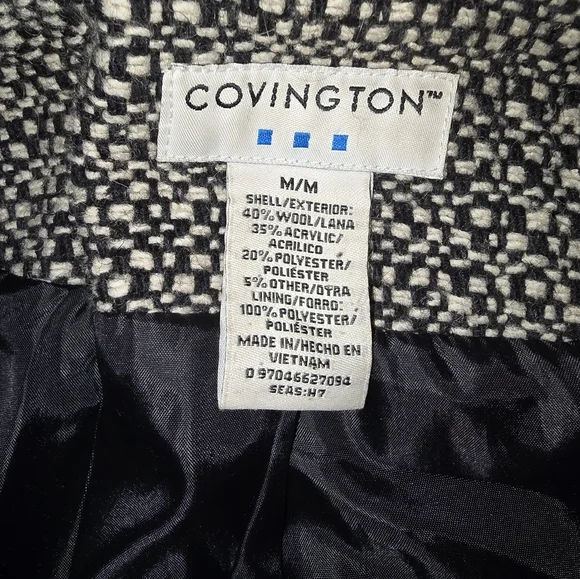 COVINGTON™
M/M
SHELL/EXTERIOR:
40% WOOL/LANA
35% ACRYLIC/
ACRILICO
20% POLYESTER/
POLIÉSTER
5% OTHER/OTRA
LINING/FORRO:
100% POLYESTER/
POLIÉSTER
MADE IN/HECHO EN
VIETNAM
D 97046627094
SEAS:H7